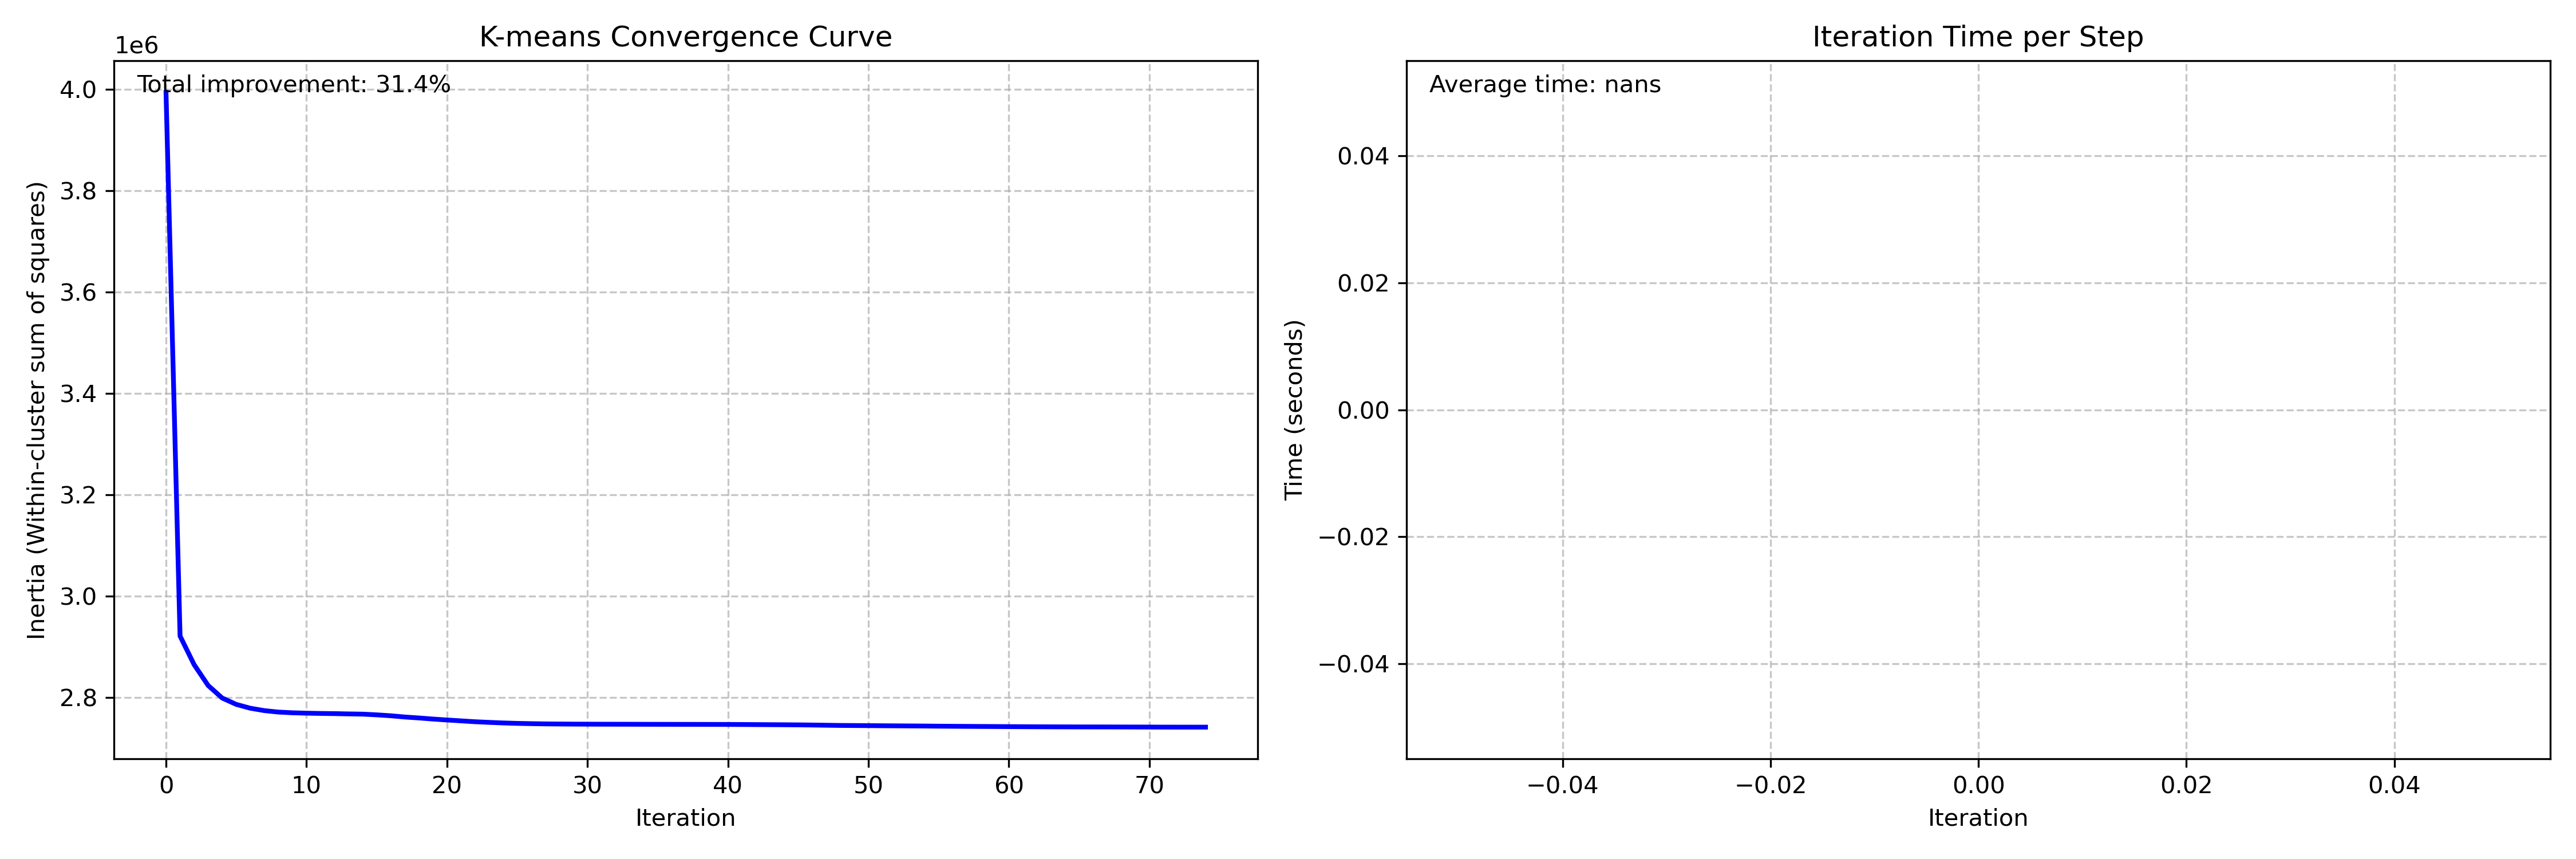 K-means Convergence Curve
1e6
Total improvement: 31.4%
4.0
3.8
3.6
3.4
3.2
3.0
2.8
Inertia (Within-cluster sum of squares)
0 10 20 30 40 50 60 70
Iteration
Iteration Time per Step
Average time: nans
0.04
0.02
0.00
−0.02
−0.04
Time (seconds)
−0.04 −0.02 0.00 0.02 0.04
Iteration